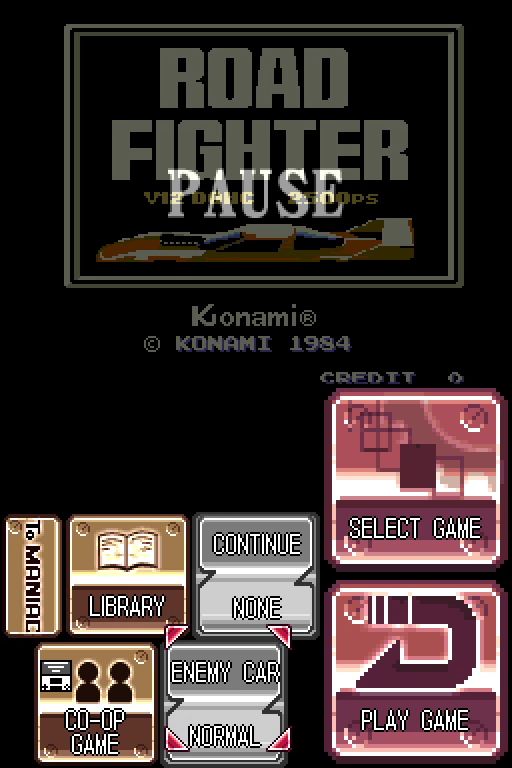 ROAD
FIGHTER
PAUSE
Konami®
© KONAMI 1984
CREDIT 0
SELECT GAME
To MANIAC
LIBRARY
CONTINUE
NONE
CO-OP
GAME
ENEMY CAR
NORMAL
PLAY GAME